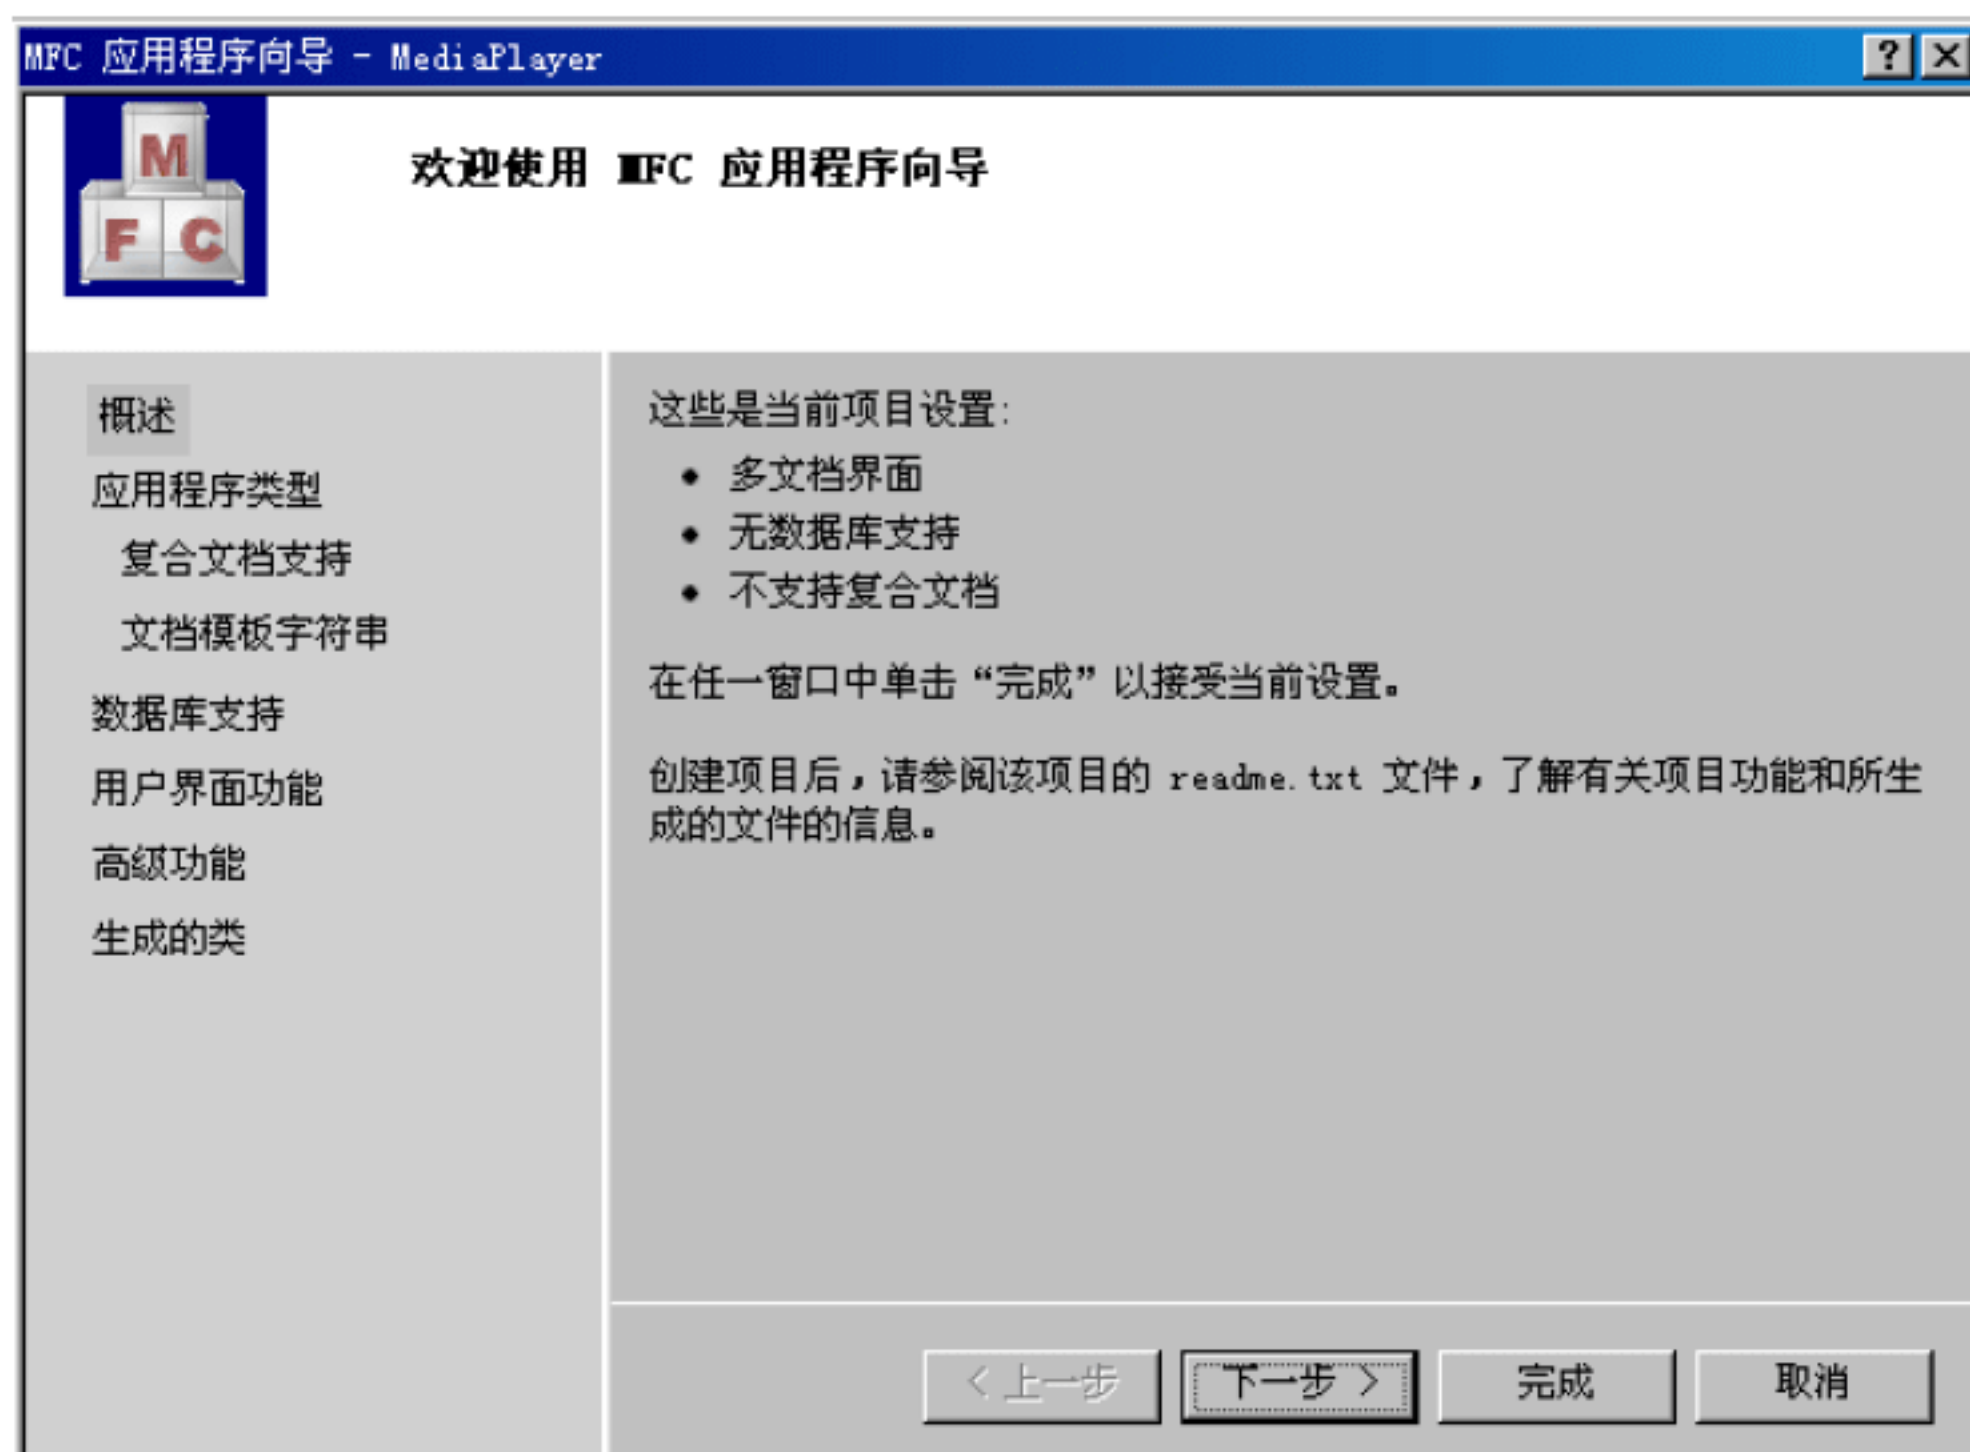 MFC 应用程序向导 - MediaPlayer
M
F C
欢迎使用 MFC 应用程序向导
概述
应用程序类型
复合文档支持
文档模板字符串
数据库支持
用户界面功能
高级功能
生成的类
这些是当前项目设置:
• 多文档界面
• 无数据库支持
• 不支持复合文档
在任一窗口中单击“完成”以接受当前设置。
创建项目后，请参阅该项目的 readme.txt 文件，了解有关项目功能和所生
成的文件的信息。
< 上一步
下一步 >
完成
取消